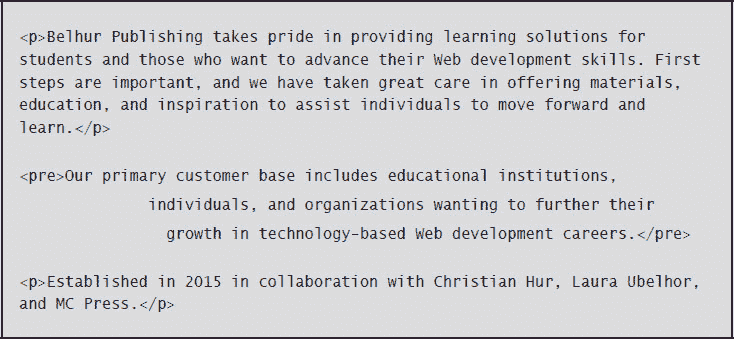 <p>Belhur Publishing takes pride in providing learning solutions for
students and those who want to advance their Web development skills. First
steps are important, and we have taken great care in offering materials,
education, and inspiration to assist individuals to move forward and
learn.</p>
<pre>Our primary customer base includes educational institutions,
individuals, and organizations wanting to further their
growth in technology-based Web development careers.</pre>
<p>Established in 2015 in collaboration with Christian Hur, Laura Ubelhor,
and MC Press.</p>